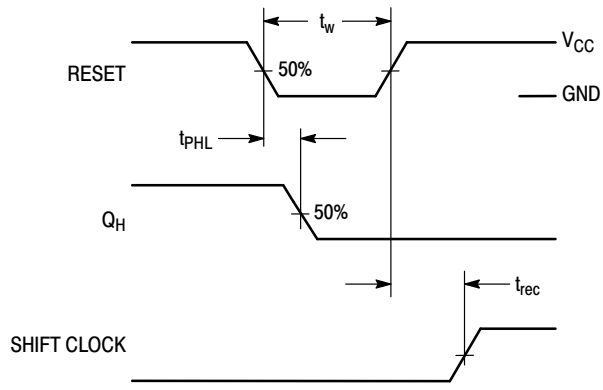 t_w
V_CC
RESET
50%
GND
t_PHL
Q_H
50%
t_rec
SHIFT CLOCK